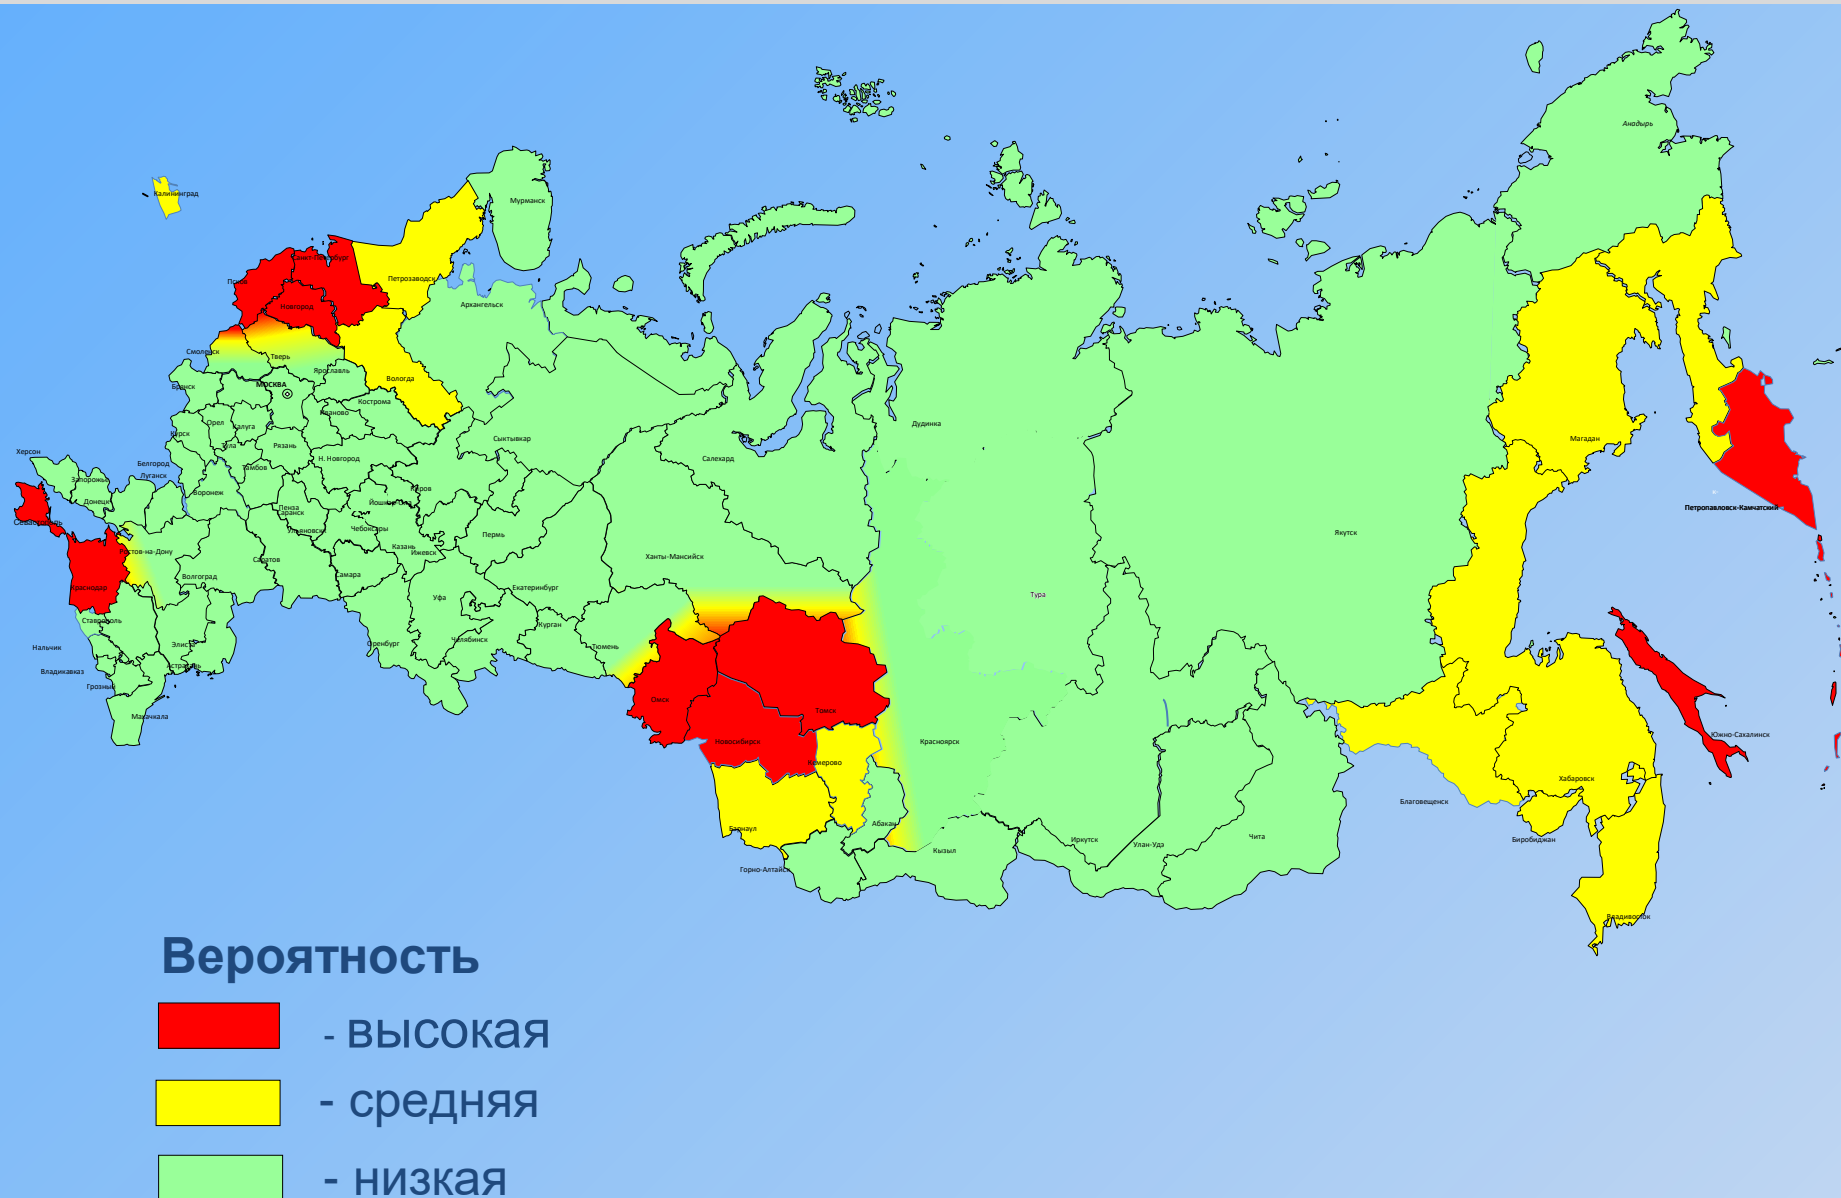 Анадырь
Калининград
Мурманск
Санкт-Петербург
Псков
Петрозаводск
Новгород
Архангельск
Смоленск
Тверь
Ярославль
Вологда
Брянск
МОСКВА
Кострома
Иваново
Дудинка
Орел
Калуга
Курск
Тула
Рязань
Сыктывкар
Магадан
Херсон
Белгород
Н. Новгород
Салехард
Тамбов
Луганск
Запорожье
Воронеж
Киров
Донецк
Йошкар-Ола
Пенза
Саранск
Петропавловск-Камчатский
Севастополь
Ульяновск
Чебоксары
Пермь
Якутск
Ростов-на-Дону
Казань
Ижевск
Ханты-Мансийск
Саратов
Волгоград
Самара
Краснодар
Екатеринбург
Уфа
Тура
Ставрополь
Курган
Нальчик
Элиста
Оренбург
Челябинск
Тюмень
Владикавказ
Астрахань
Грозный
Омск
Махачкала
Томск
Новосибирск
Красноярск
Южно-Сахалинск
Кемерово
Хабаровск
Благовещенск
Барнаул
Абакан
Чита
Иркутск
Улан-Удэ
Биробиджан
Кызыл
Горно-Алтайск
Владивосток
Вероятность
- высокая
- средняя
- низкая